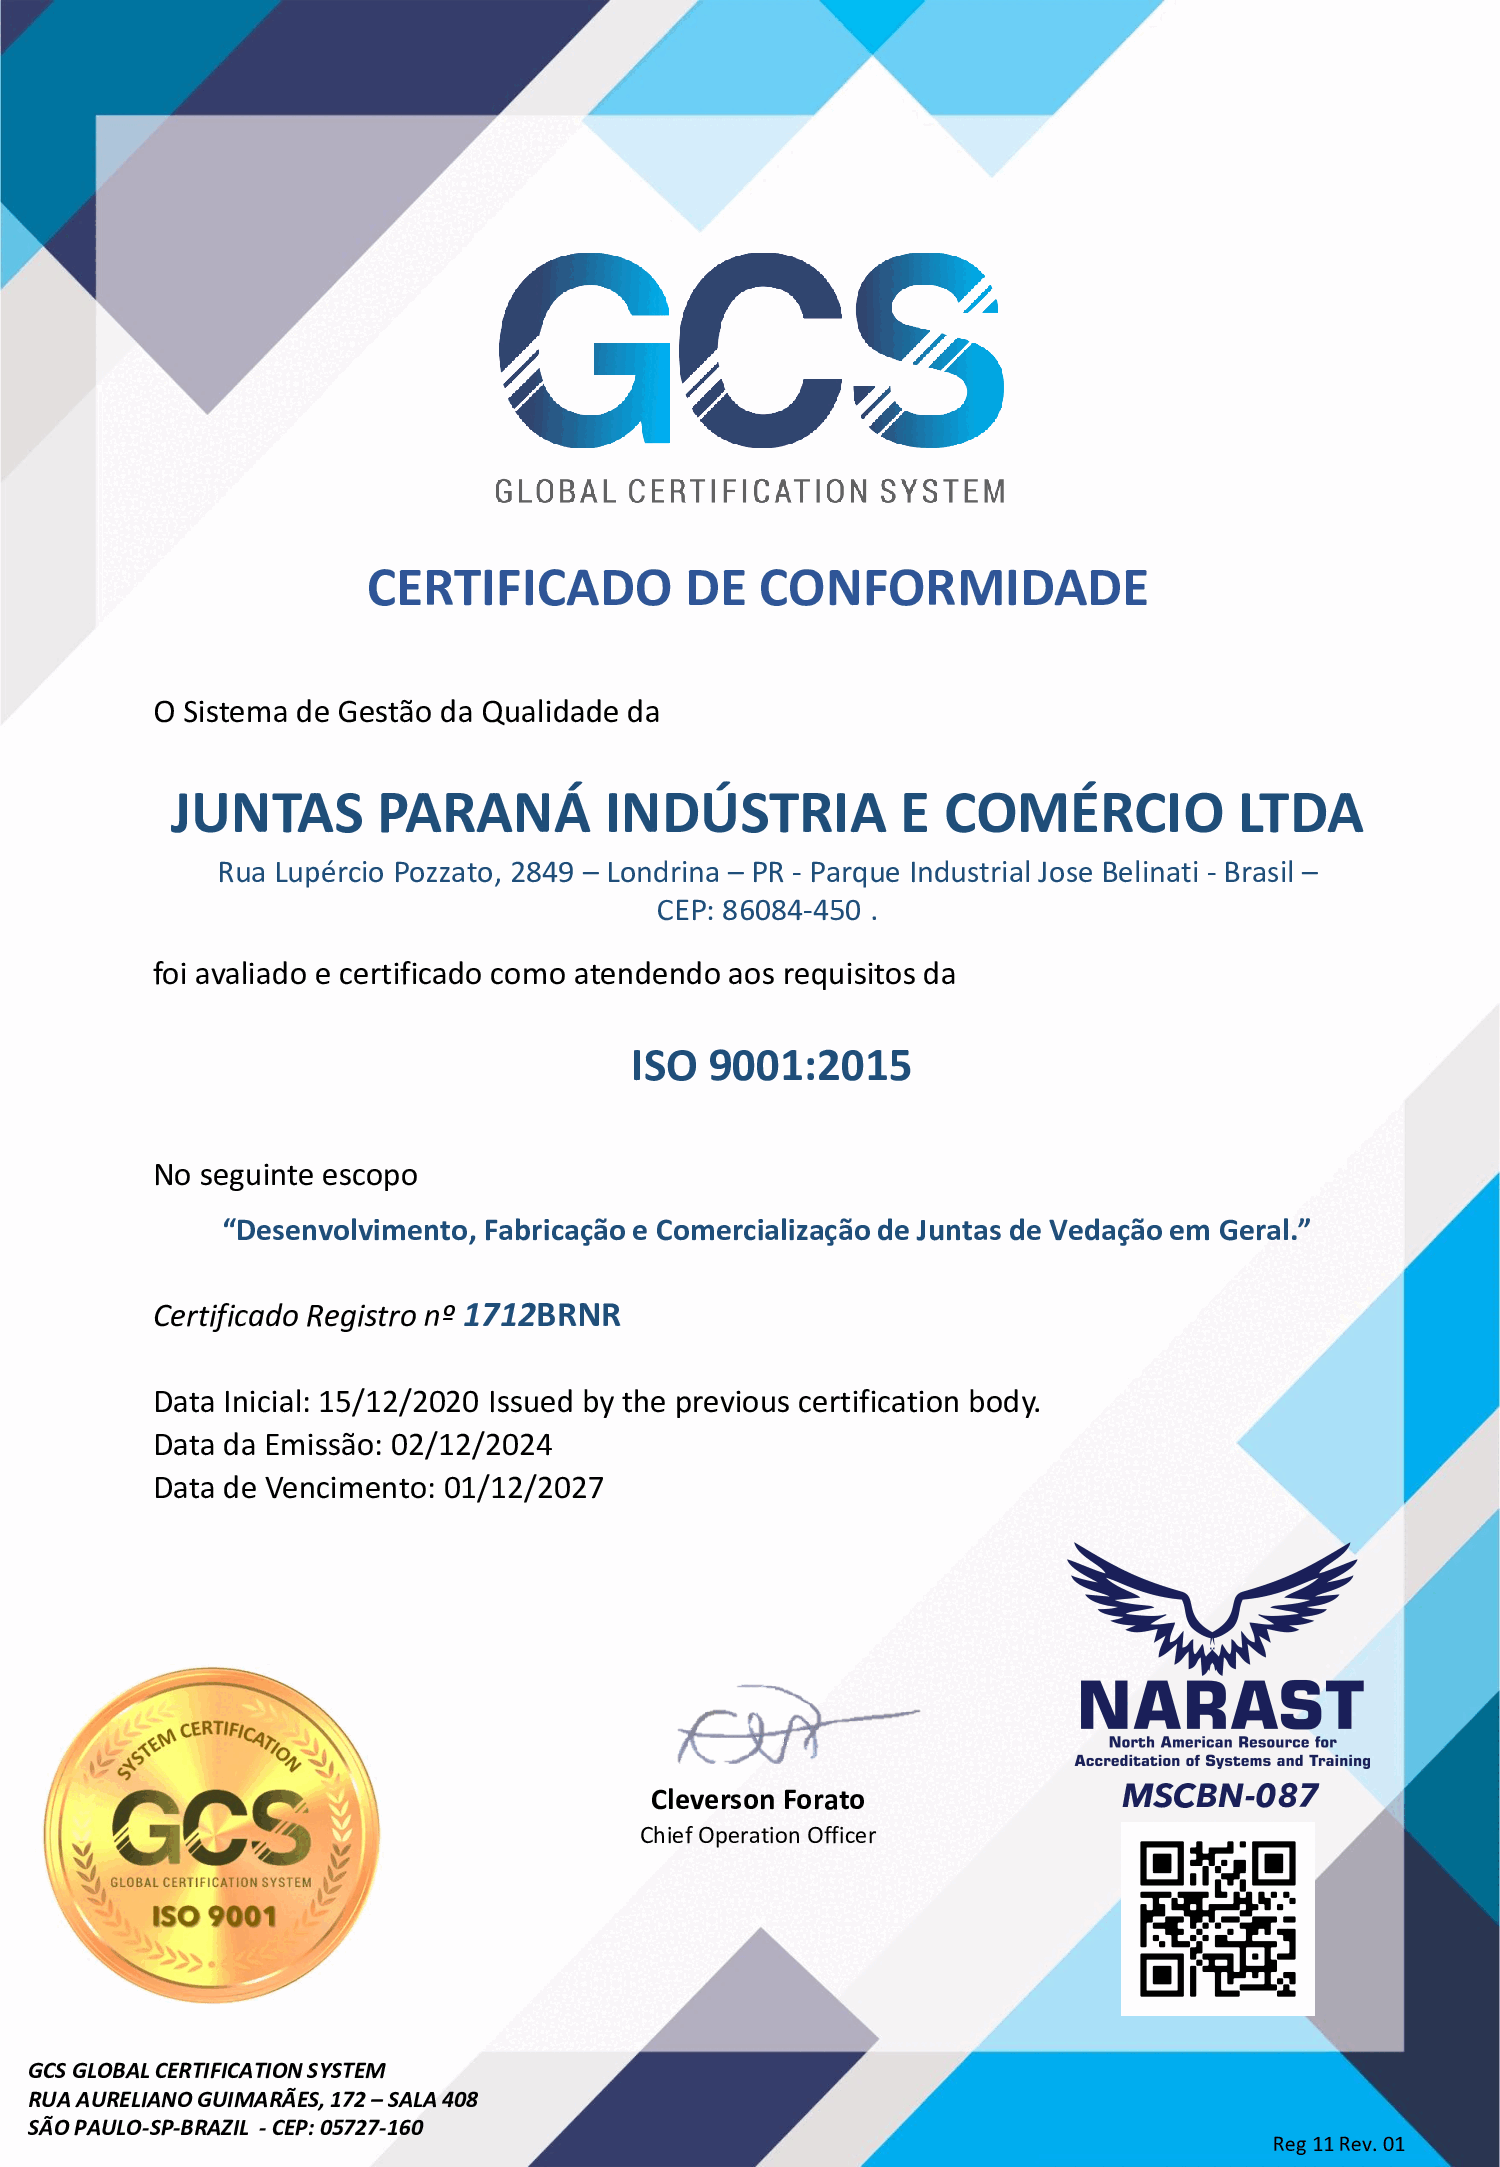 GCS
GLOBAL CERTIFICATION SYSTEM
CERTIFICADO DE CONFORMIDADE
O Sistema de Gestão da Qualidade da
JUNTAS PARANÁ INDÚSTRIA E COMÉRCIO LTDA
Rua Lupércio Pozzato, 2849 – Londrina – PR - Parque Industrial Jose Belinati - Brasil –
CEP: 86084-450 .
foi avaliado e certificado como atendendo aos requisitos da
ISO 9001:2015
No seguinte escopo
“Desenvolvimento, Fabricação e Comercialização de Juntas de Vedação em Geral.”
Certificado Registro nº 1712BRNR
Data Inicial: 15/12/2020 Issued by the previous certification body.
Data da Emissão: 02/12/2024
Data de Vencimento: 01/12/2027
SYSTEM CERTIFICATION
GCS
GLOBAL CERTIFICATION SYSTEM
ISO 9001
Cleverson Forato
Chief Operation Officer
NARAST
North American Resource for
Accreditation of Systems and Training
MSCBN-087
GCS GLOBAL CERTIFICATION SYSTEM
RUA AURELIANO GUIMARÃES, 172 – SALA 408
SÃO PAULO-SP-BRAZIL - CEP: 05727-160
Reg 11 Rev. 01